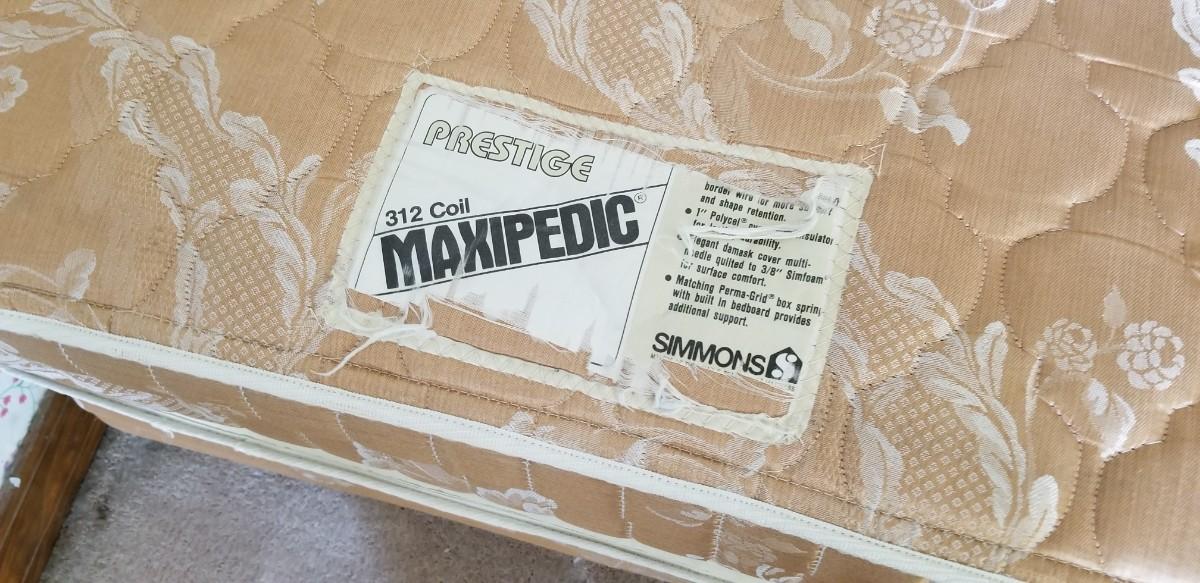 PRESTIGE
312 Coil
MAXIPEDIC®
border wire for more
and shape retention.
• 1" Polycel®
• Elegant damask cover multi-
needle quilted to 3/8" Simfoam®
for surface comfort.
• Matching Perma-Grid® box spring
with built in bedboard provides
additional support.
SIMMONS